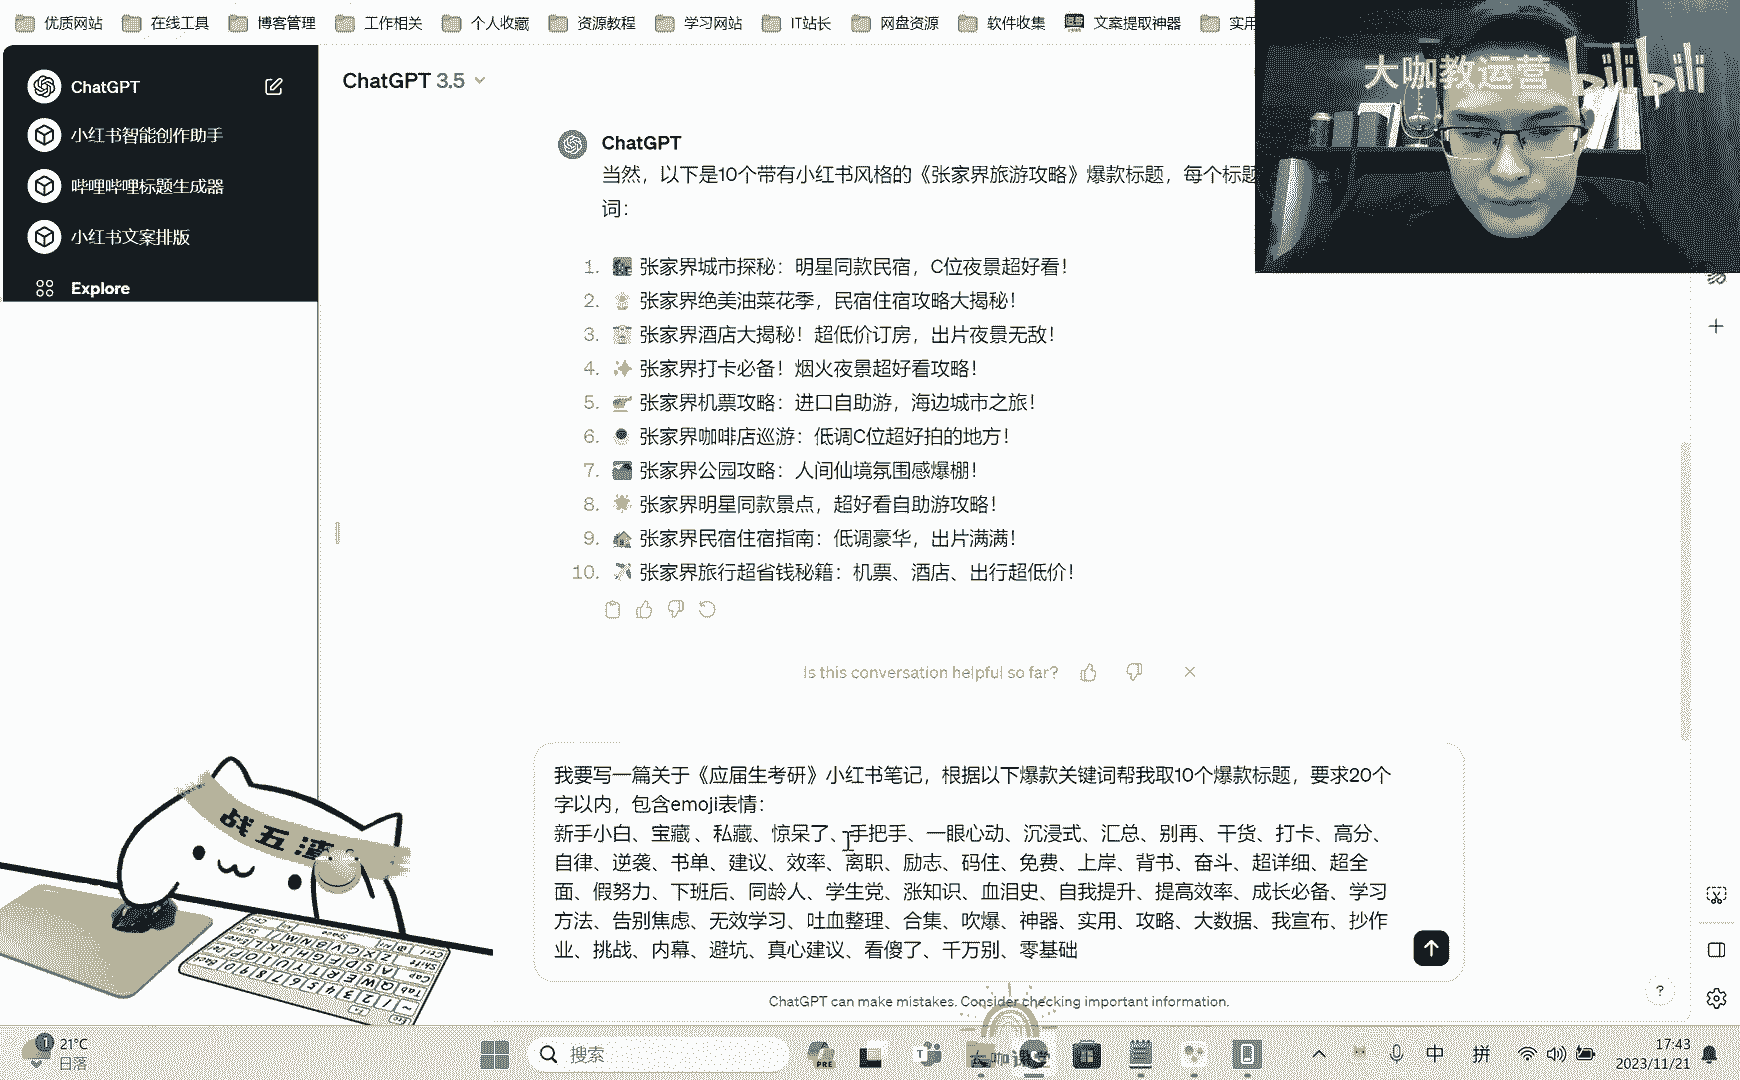 优质网站 在线工具 博客管理 工作相关 个人收藏 资源教程 学习网站 IT站长 网盘资源 软件收集 文案提取神器 实用
大咖教运营 bilibili
ChatGPT
小红书智能创作助手
哔哩哔哩标题生成器
小红书文案排版
Explore
ChatGPT 3.5
ChatGPT
当然，以下是10个带有小红书风格的《张家界旅游攻略》爆款标题，每个标题
词：
1. 张家界城市探秘：明星同款民宿，C位夜景超好看！
2. 张家界绝美油菜花季，民宿住宿攻略大揭秘！
3. 张家界酒店大揭秘！超低价订房，出片夜景无敌！
4. 张家界打卡必备！烟火夜景超好看攻略！
5. 张家界机票攻略：进口自助游，海边城市之旅！
6. 张家界咖啡店巡游：低调C位超好拍的地方！
7. 张家界公园攻略：人间仙境氛围感爆棚！
8. 张家界明星同款景点，超好看自助游攻略！
9. 张家界民宿住宿指南：低调豪华，出片满满！
10. 张家界旅行超省钱秘籍：机票、酒店、出行超低价！
Is this conversation helpful so far?
我要写一篇关于《应届生考研》小红书笔记，根据以下爆款关键词帮我取10个爆款标题，要求20个
字以内，包含emoji表情：
新手小白、宝藏 、私藏、惊呆了、手把手、一眼心动、沉浸式、汇总、别再、干货、打卡、高分、
自律、逆袭、书单、建议、效率、离职、励志、码住、免费、上岸、背书、奋斗、超详细、超全
面、假努力、下班后、同龄人、学生党、涨知识、血泪史、自我提升、提高效率、成长必备、学习
方法、告别焦虑、无效学习、吐血整理、合集、吹爆、神器、实用、攻略、大数据、我宣布、抄作
业、挑战、内幕、避坑、真心建议、看傻了、千万别、零基础
ChatGPT can make mistakes. Consider checking important information.
?
战五渣
1 21°C
日落
搜索
PRE
大咖课堂
中 拼
17:43
2023/11/21